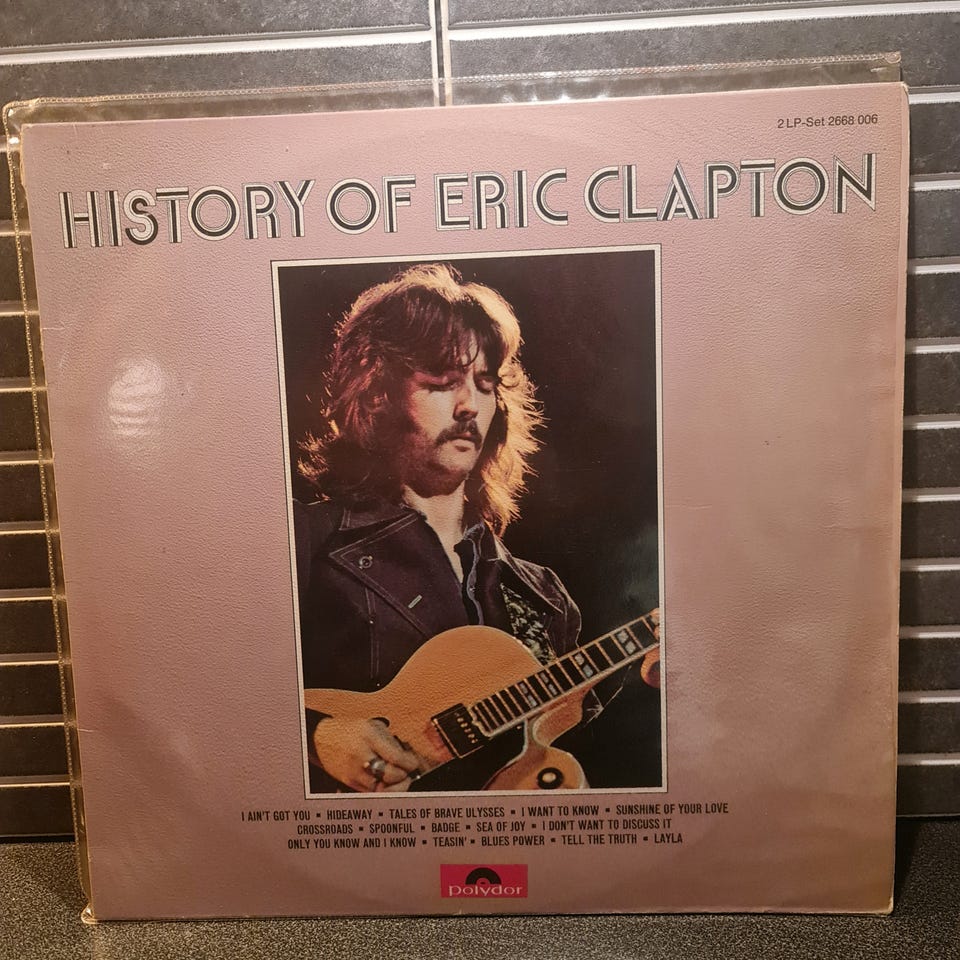 2 LP-Set 2668 006
HISTORY OF ERIC CLAPTON
I AIN'T GOT YOU ▪ HIDEAWAY ▪ TALES OF BRAVE ULYSSES ▪ I WANT TO KNOW ▪ SUNSHINE OF YOUR LOVE
CROSSROADS ▪ SPOONFUL ▪ BADGE ▪ SEA OF JOY ▪ I DON'T WANT TO DISCUSS IT
ONLY YOU KNOW AND I KNOW ▪ TEASIN' ▪ BLUES POWER ▪ TELL THE TRUTH ▪ LAYLA
polydor